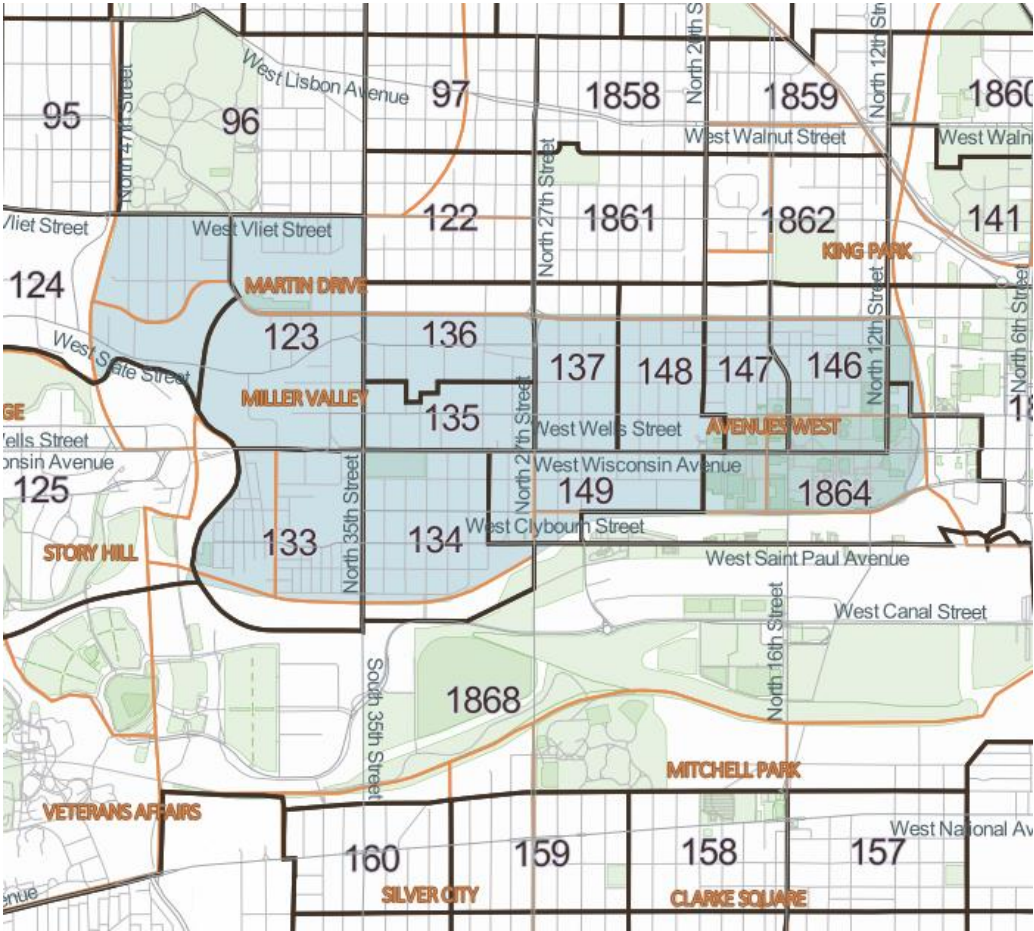 North 20th S
North 12th Street
West Lisbon Avenue
97
1858
1859
1860
95
96
North 47th Street
West Walnut Street
West Waln
North 27th Street
Vliet Street
West Vliet Street
122
1861
1862
141
KING PARK
124
MARTIN DRIVE
North 12th Street
North 6th Street
West State Street
123
136
137
148
147
146
MILLER VALLEY
135
North 27th Street
GE
Wells Street
West Wells Street
AVENUES WEST
consin Avenue
West Wisconsin Avenue
125
149
1864
North 35th Street
West Clybourn Street
STORY HILL
133
134
West Saint Paul Avenue
West Canal Street
North 16th Street
South 35th Street
1868
MITCHELL PARK
VETERANS AFFAIRS
West National Av
160
159
158
157
SILVER CITY
CLARKE SQUARE
enue